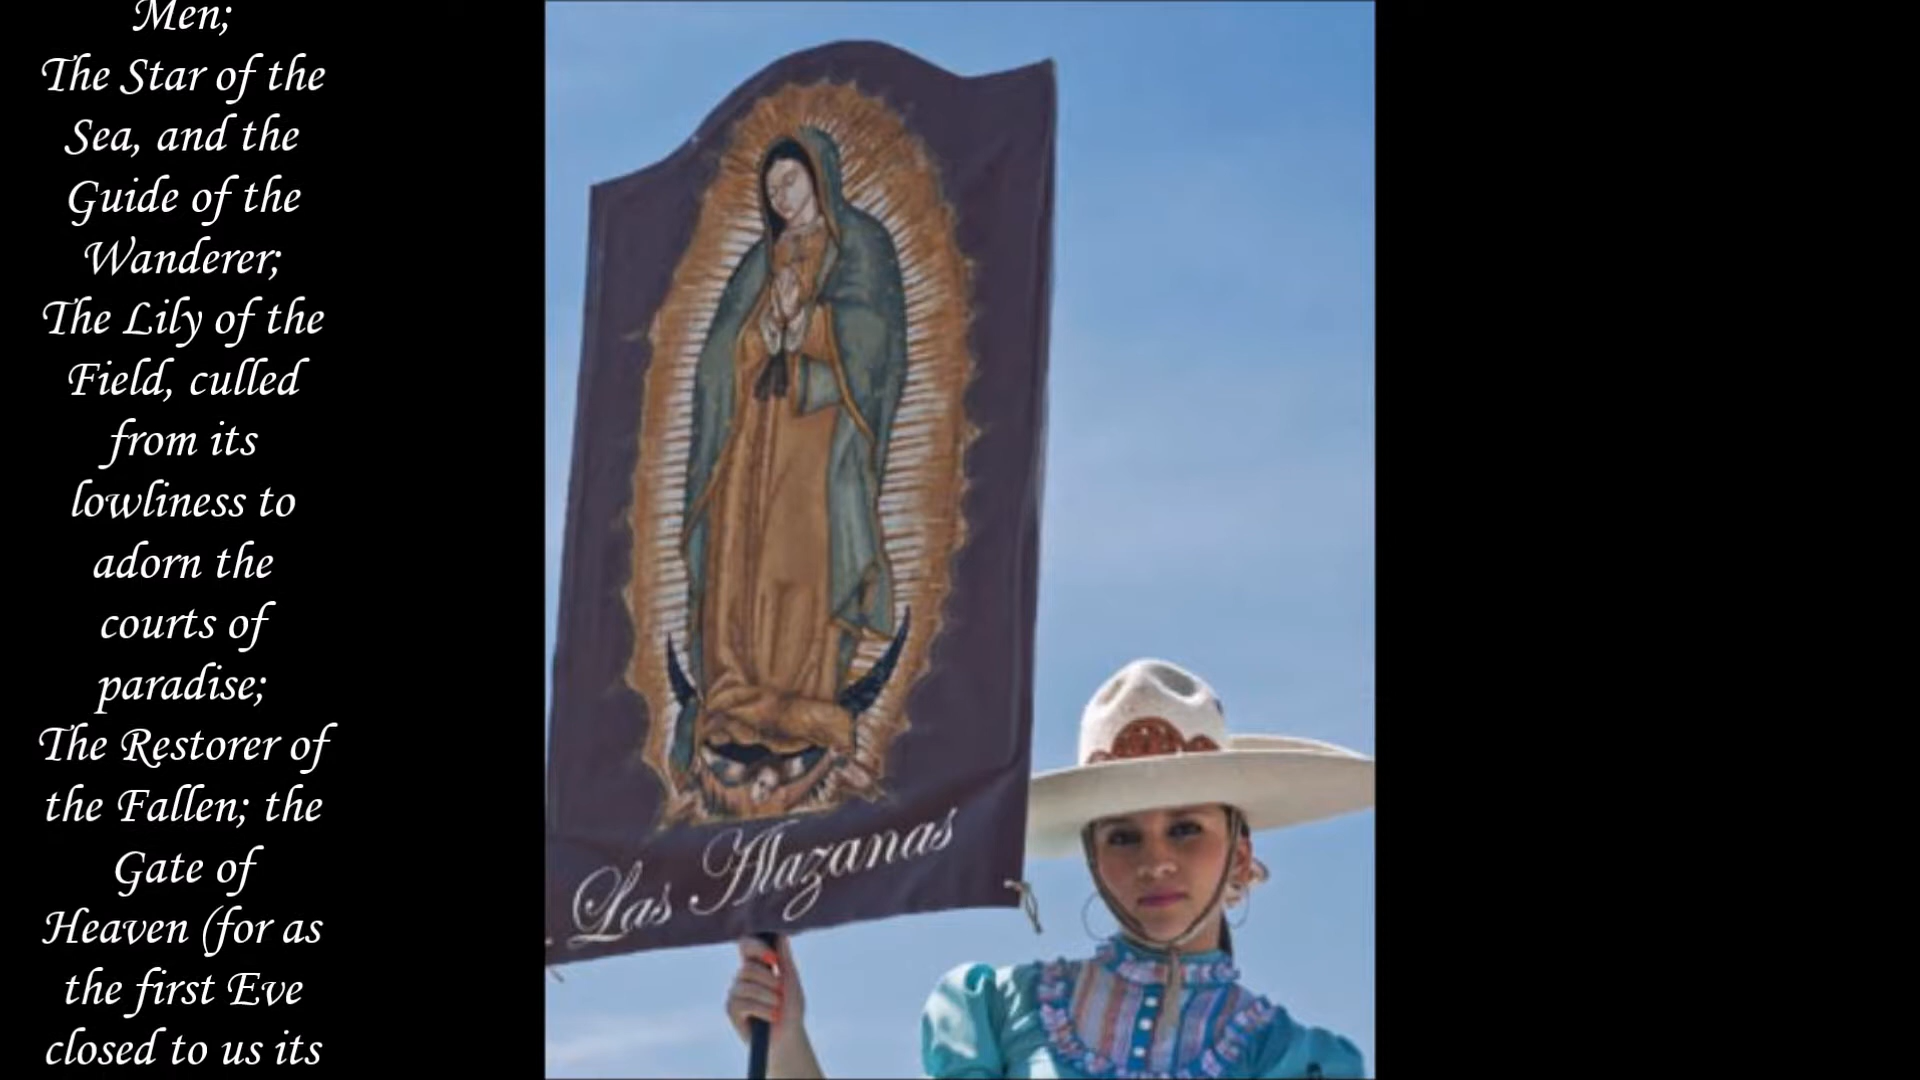 Men;
The Star of the
Sea, and the
Guide of the
Wanderer;
The Lily of the
Field, culled
from its
lowliness to
adorn the
courts of
paradise;
The Restorer of
the Fallen; the
Gate of
Heaven (for as
the first Eve
closed to us its
Las Alazanas